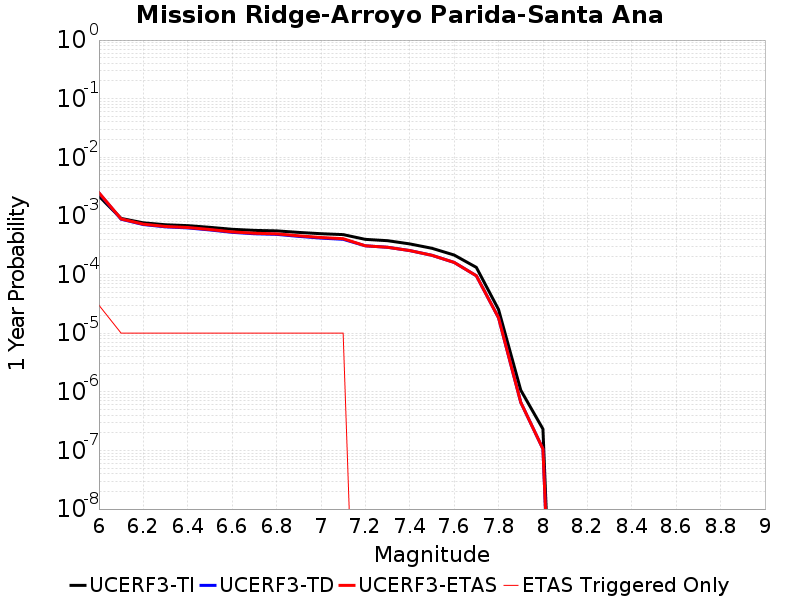 Mission Ridge-Arroyo Parida-Santa Ana
1 Year Probability
10^0
10^-1
10^-2
10^-3
10^-4
10^-5
10^-6
10^-7
10^-8
6 6.2 6.4 6.6 6.8 7 7.2 7.4 7.6 7.8 8 8.2 8.4 8.6 8.8 9
Magnitude
UCERF3-TI UCERF3-TD UCERF3-ETAS ETAS Triggered Only